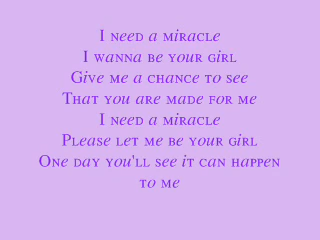 I need a miracle
I wanna be your girl
Give me a chance to see
That you are made for me
I need a miracle
Please let me be your girl
One day you'll see it can happen
to me